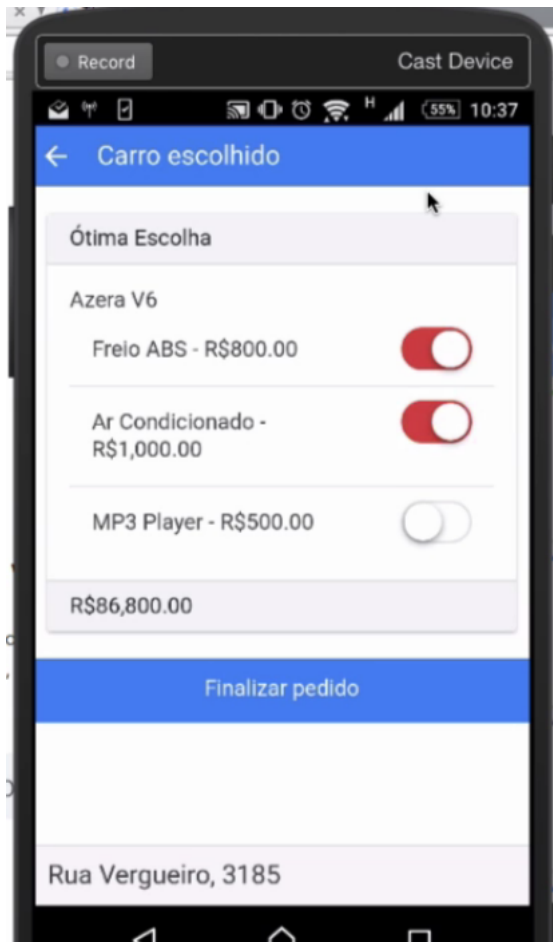 Record
Cast Device
H
55% 10:37
Carro escolhido
Ótima Escolha
Azera V6
Freio ABS - R$800.00
Ar Condicionado -
R$1,000.00
MP3 Player - R$500.00
R$86,800.00
Finalizar pedido
Rua Vergueiro, 3185